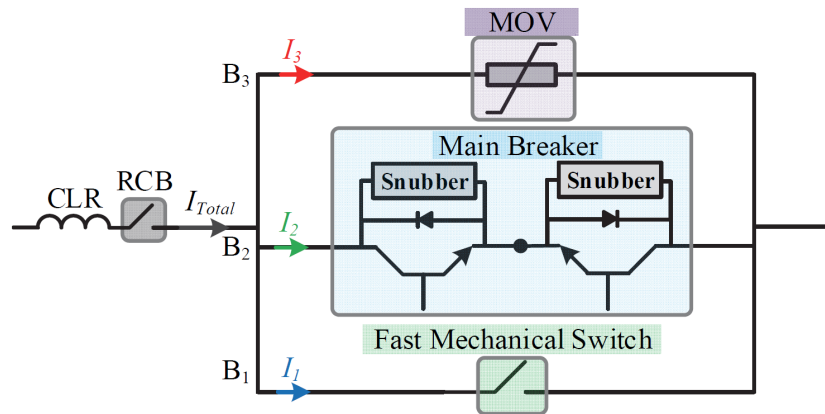 MOV
B3
I3
Main Breaker
Snubber
Snubber
CLR
RCB
ITotal
I2
B2
Fast Mechanical Switch
B1
I1